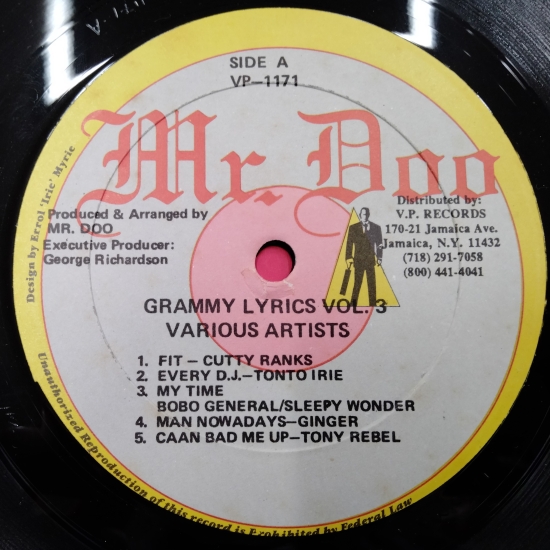 SIDE A
VP-1171
Mr. Doo
Produced & Arranged by
MR. DOO
Executive Producer:
George Richardson
Distributed by:
V.P. RECORDS
170-21 Jamaica Ave.
Jamaica, N.Y. 11432
(718) 291-7058
(800) 441-4041
GRAMMY LYRICS VOL. 3
VARIOUS ARTISTS
1. FIT - CUTTY RANKS
2. EVERY D.J.-TONTO IRIE
3. MY TIME
BOBO GENERAL/SLEEPY WONDER
4. MAN NOWADAYS-GINGER
5. CAAN BAD ME UP-TONY REBEL
Design by Errol 'Iric' Myrie
Unauthorized Reproduction of this record is Prohibited by Federal Law